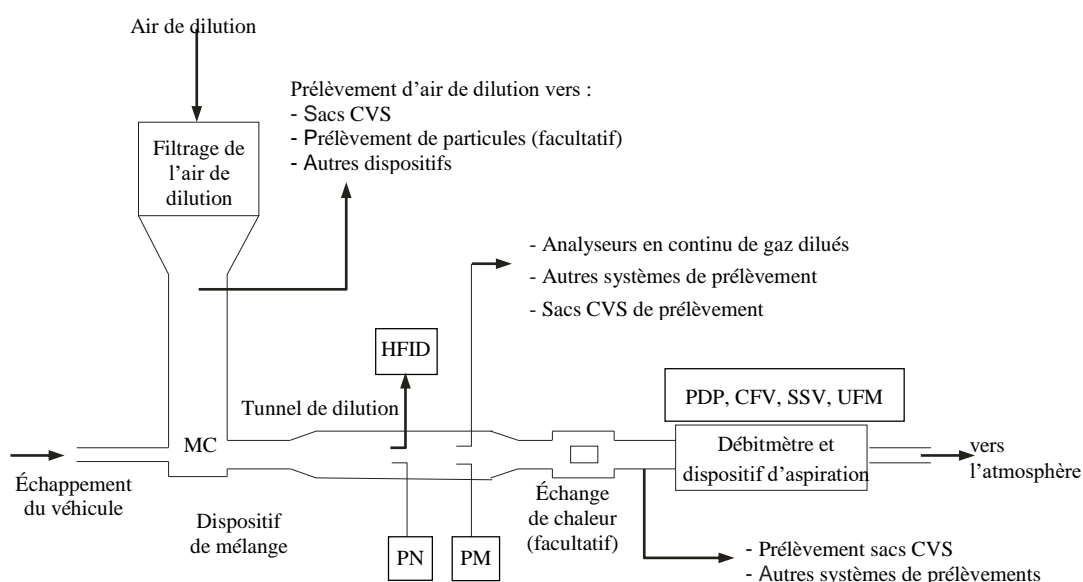 Air de dilution
Prélèvement d’air de dilution vers :
- Sacs CVS
- Prélèvement de particules (facultatif)
- Autres dispositifs
Filtrage de
l’air de
dilution
- Analyseurs en continu de gaz dilués
- Autres systèmes de prélèvement
- Sacs CVS de prélèvement
HFID
PDP, CFV, SSV, UFM
Tunnel de dilution
MC
Débitmètre et
dispositif d’aspiration
vers
l’atmosphère
Échappement
du véhicule
Dispositif
de mélange
PN
PM
Échange
de chaleur
(facultatif)
- Prélèvement sacs CVS
- Autres systèmes de prélèvements